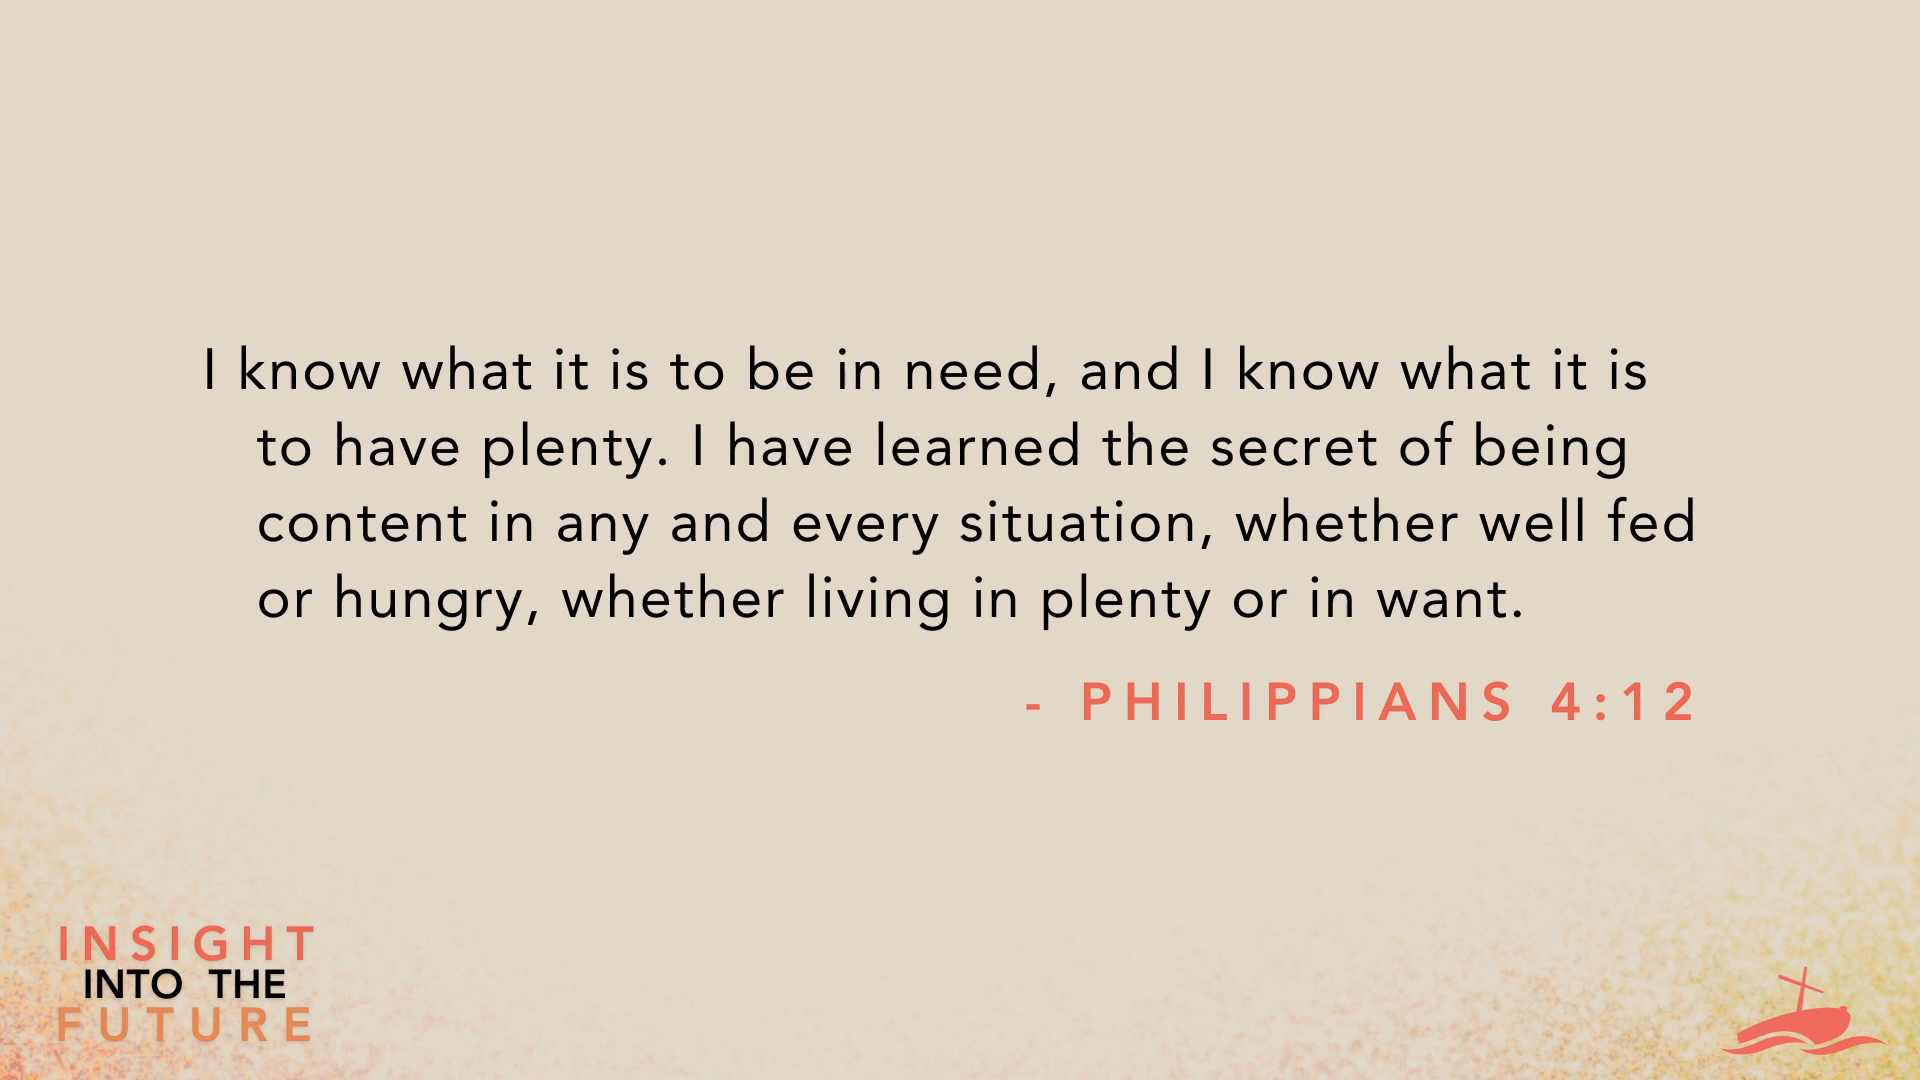 I know what it is to be in need, and I know what it is
to have plenty. I have learned the secret of being
content in any and every situation, whether well fed
or hungry, whether living in plenty or in want.
- PHILIPPIANS 4:12
INSIGHT
INTO THE
FUTURE